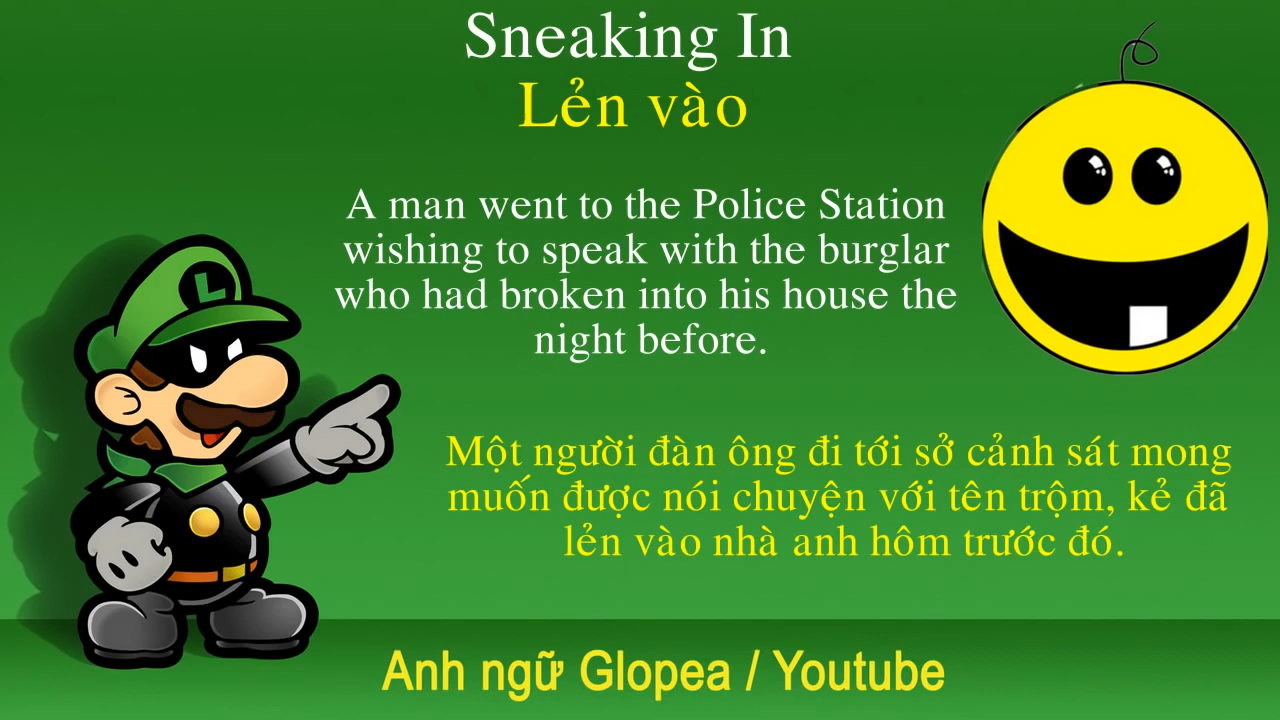 Sneaking In
Lẻn vào
A man went to the Police Station
wishing to speak with the burglar
who had broken into his house the
night before.
L
Một người đàn ông đi tới sở cảnh sát mong
muốn được nói chuyện với tên trộm, kẻ đã
lẻn vào nhà anh hôm trước đó.
Anh ngữ Glopea / Youtube